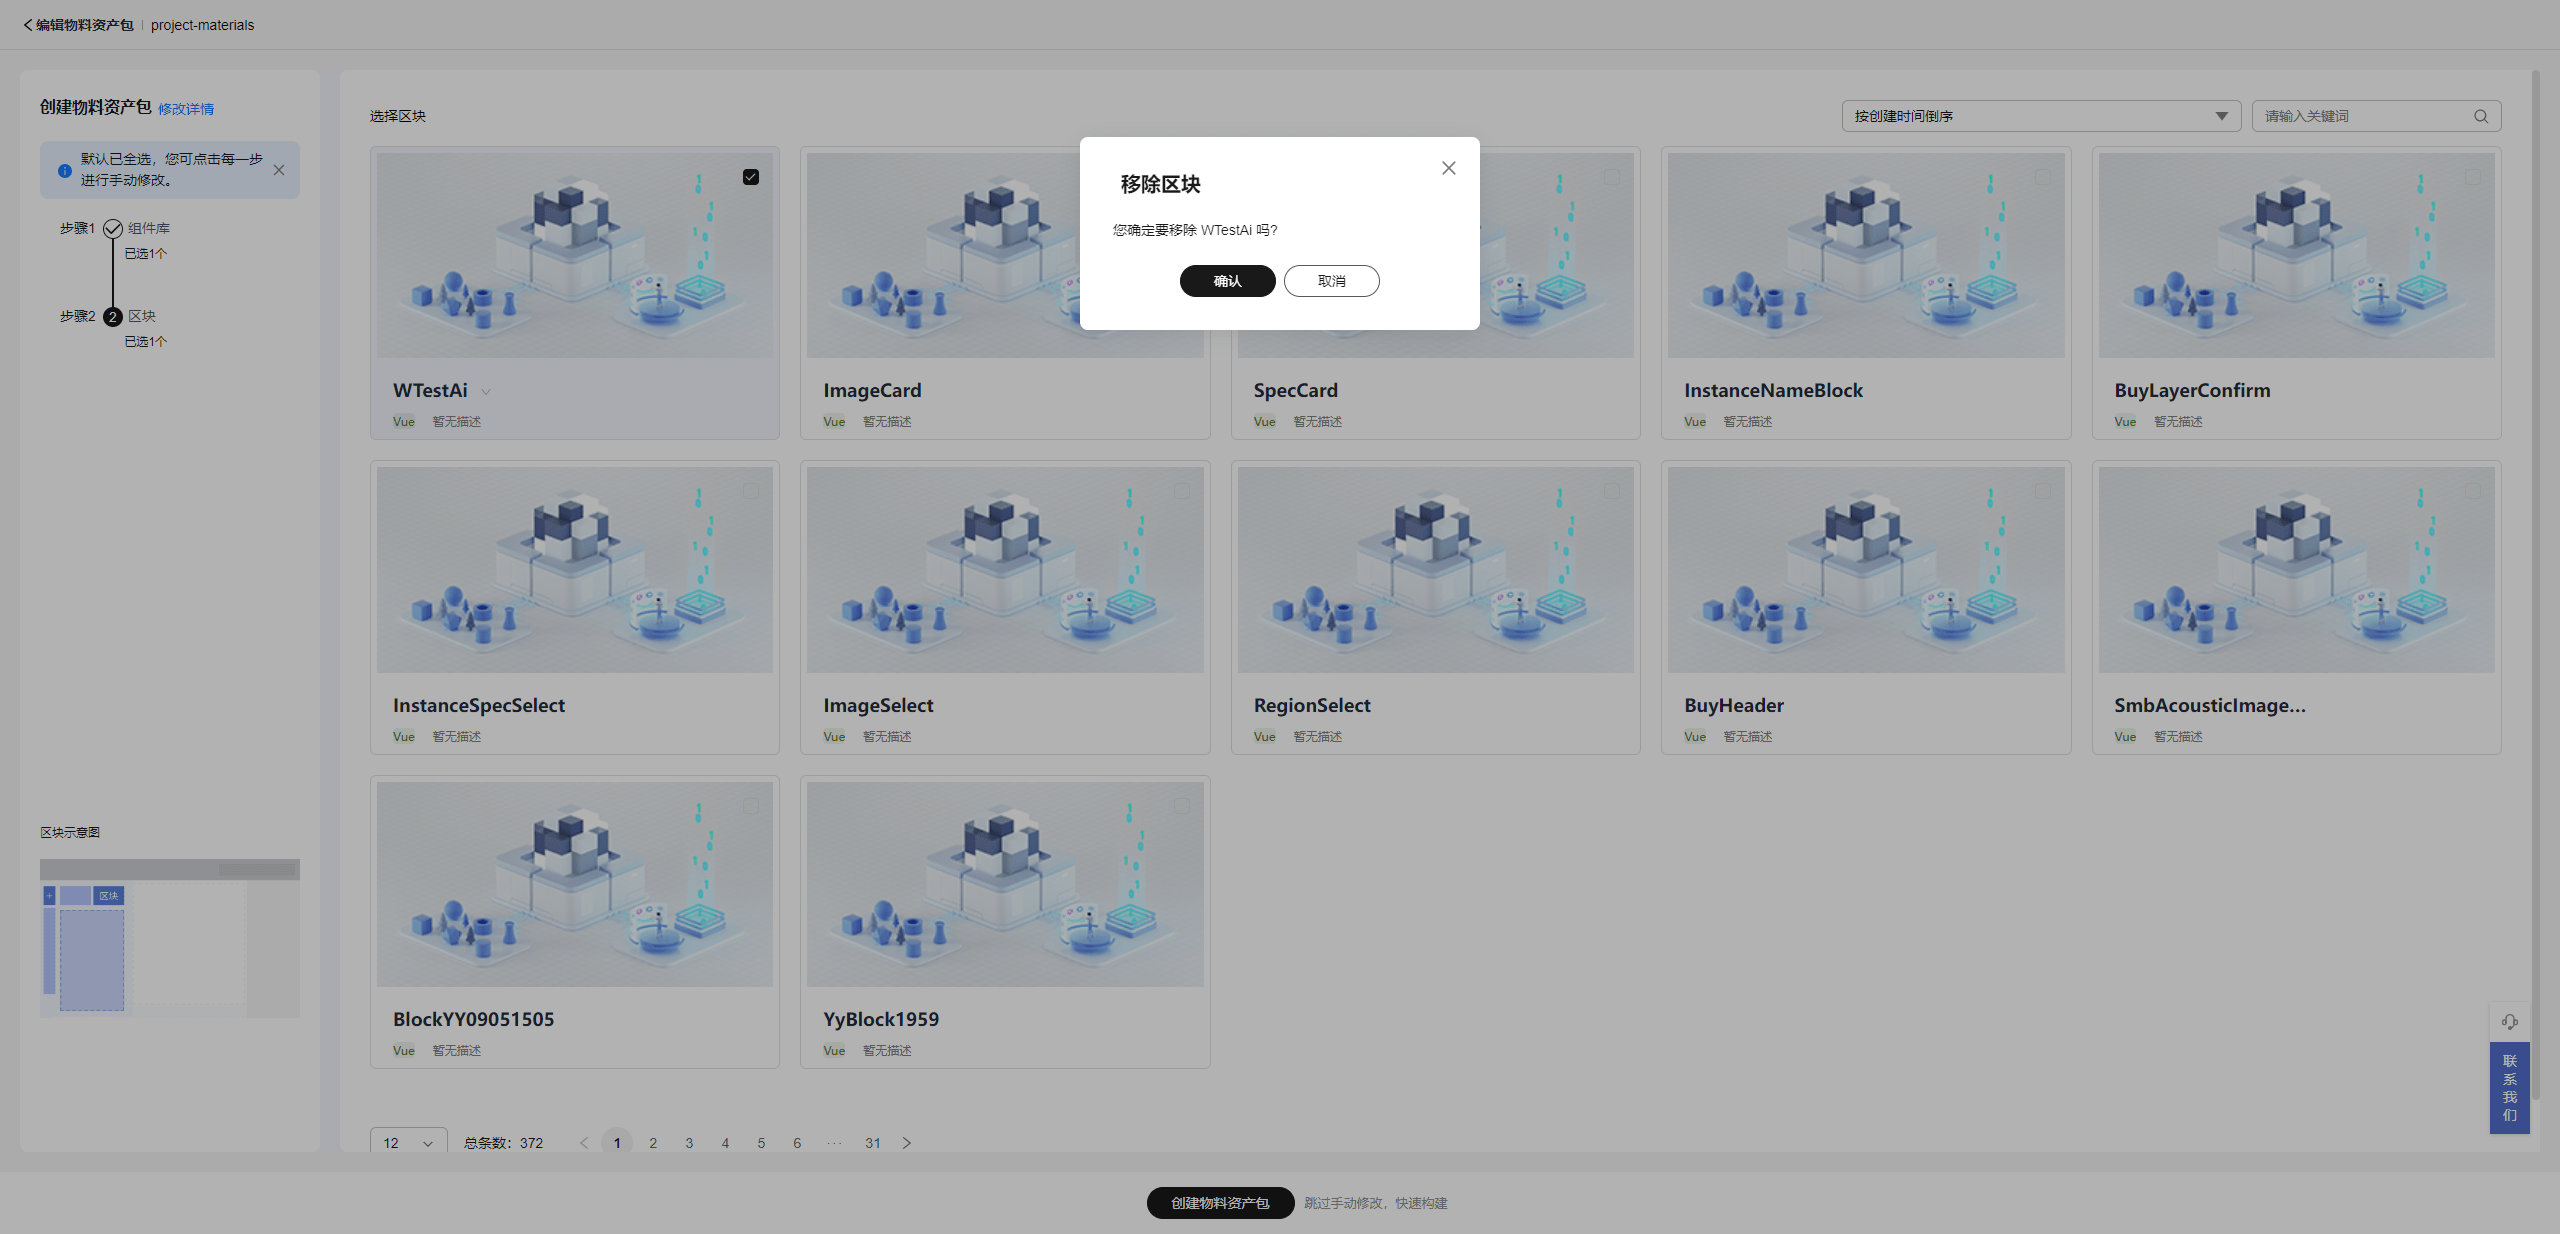 编辑物料资产包 | project-materials
创建物料资产包 修改详情
默认已全选，您可点击每一步
进行手动修改。
步骤1 组件库
已选1个
步骤2 2 区块
已选1个
区块示意图
+ 区块
选择区块 按创建时间倒序 请输入关键词
移除区块
您确定要移除 WTestAi 吗?
确认 取消
WTestAi ImageCard SpecCard InstanceNameBlock BuyLayerConfirm
Vue 暂无描述 Vue 暂无描述 Vue 暂无描述 Vue 暂无描述 Vue 暂无描述
InstanceSpecSelect ImageSelect RegionSelect BuyHeader SmbAcousticImage...
Vue 暂无描述 Vue 暂无描述 Vue 暂无描述 Vue 暂无描述 Vue 暂无描述
BlockYY09051505 YyBlock1959
Vue 暂无描述 Vue 暂无描述
联系我们
12 总条数：372 1 2 3 4 5 6 ··· 31
创建物料资产包 跳过手动修改，快速构建